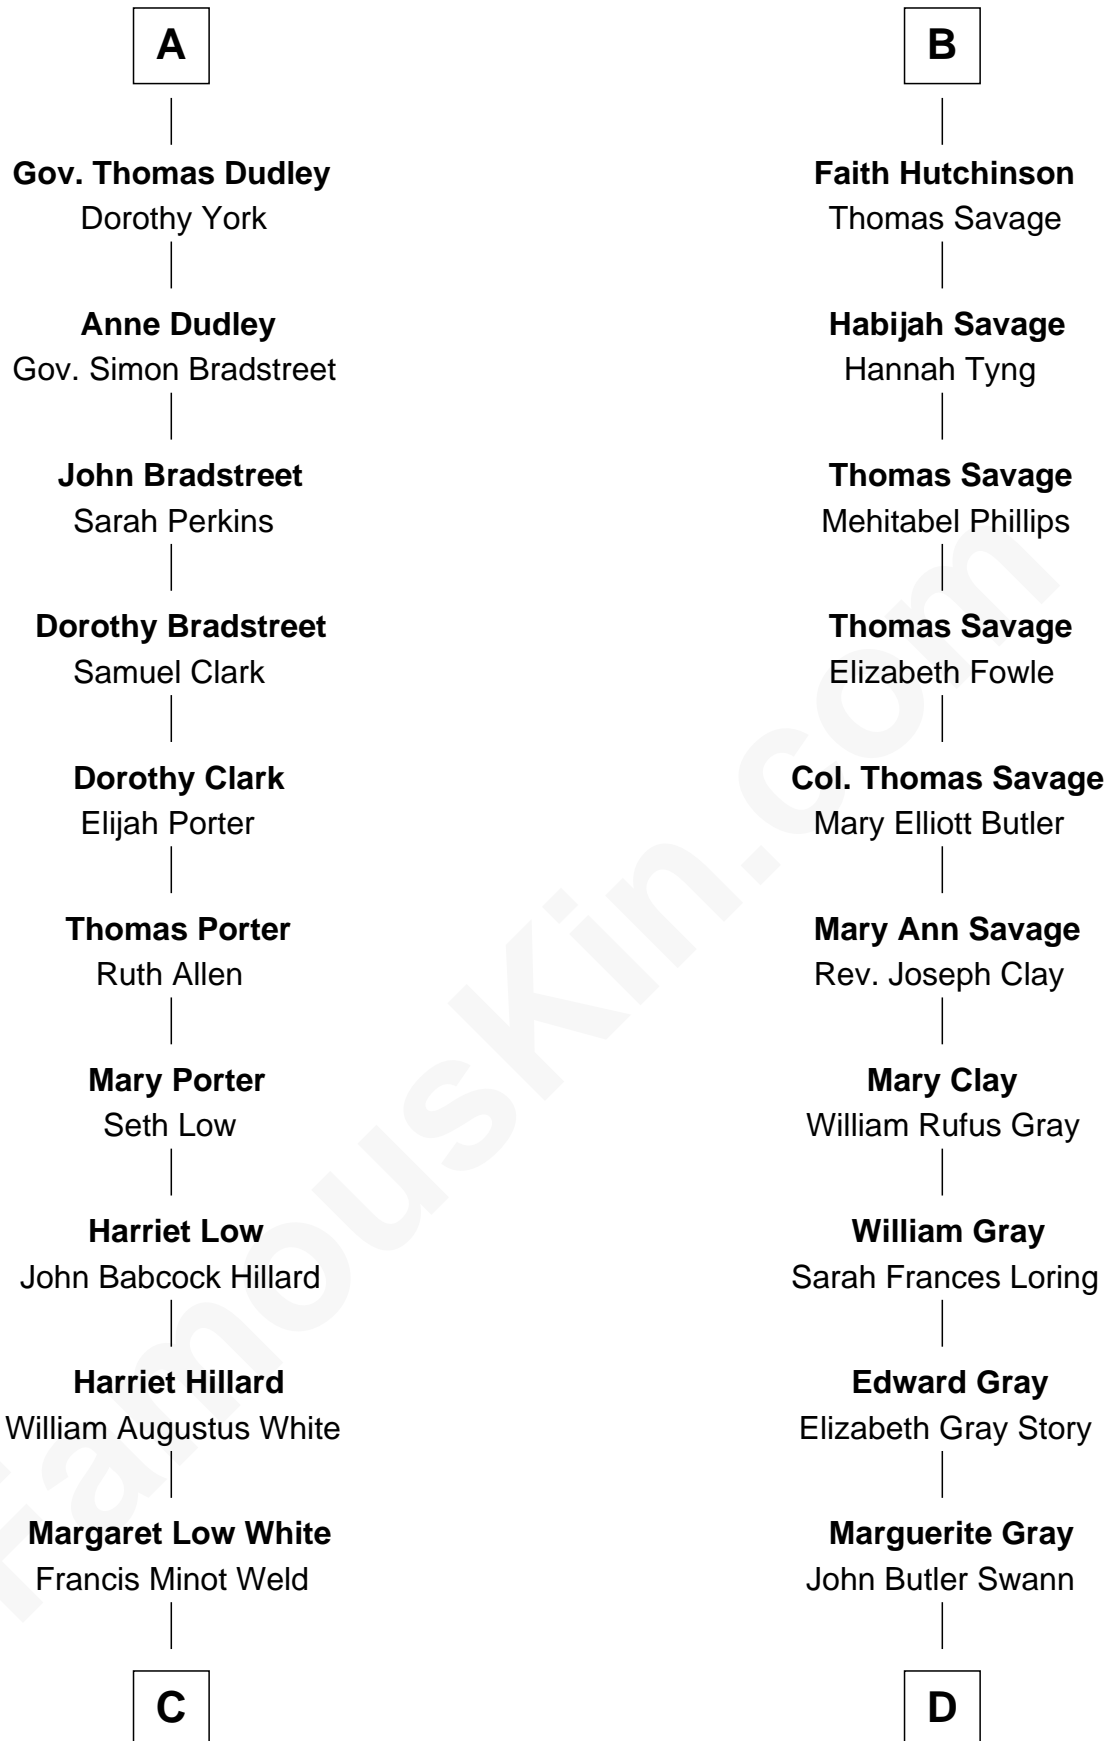 A
Gov. Thomas Dudley
Dorothy York
Anne Dudley
Gov. Simon Bradstreet
John Bradstreet
Sarah Perkins
Dorothy Bradstreet
Samuel Clark
Dorothy Clark
Elijah Porter
Thomas Porter
Ruth Allen
Mary Porter
Seth Low
Harriet Low
John Babcock Hillard
Harriet Hillard
William Augustus White
Margaret Low White
Francis Minot Weld
C
B
Faith Hutchinson
Thomas Savage
Habijah Savage
Hannah Tyng
Thomas Savage
Mehitabel Phillips
Thomas Savage
Elizabeth Fowle
Col. Thomas Savage
Mary Elliott Butler
Mary Ann Savage
Rev. Joseph Clay
Mary Clay
William Rufus Gray
William Gray
Sarah Frances Loring
Edward Gray
Elizabeth Gray Story
Marguerite Gray
John Butler Swann
D
FamousKin.com